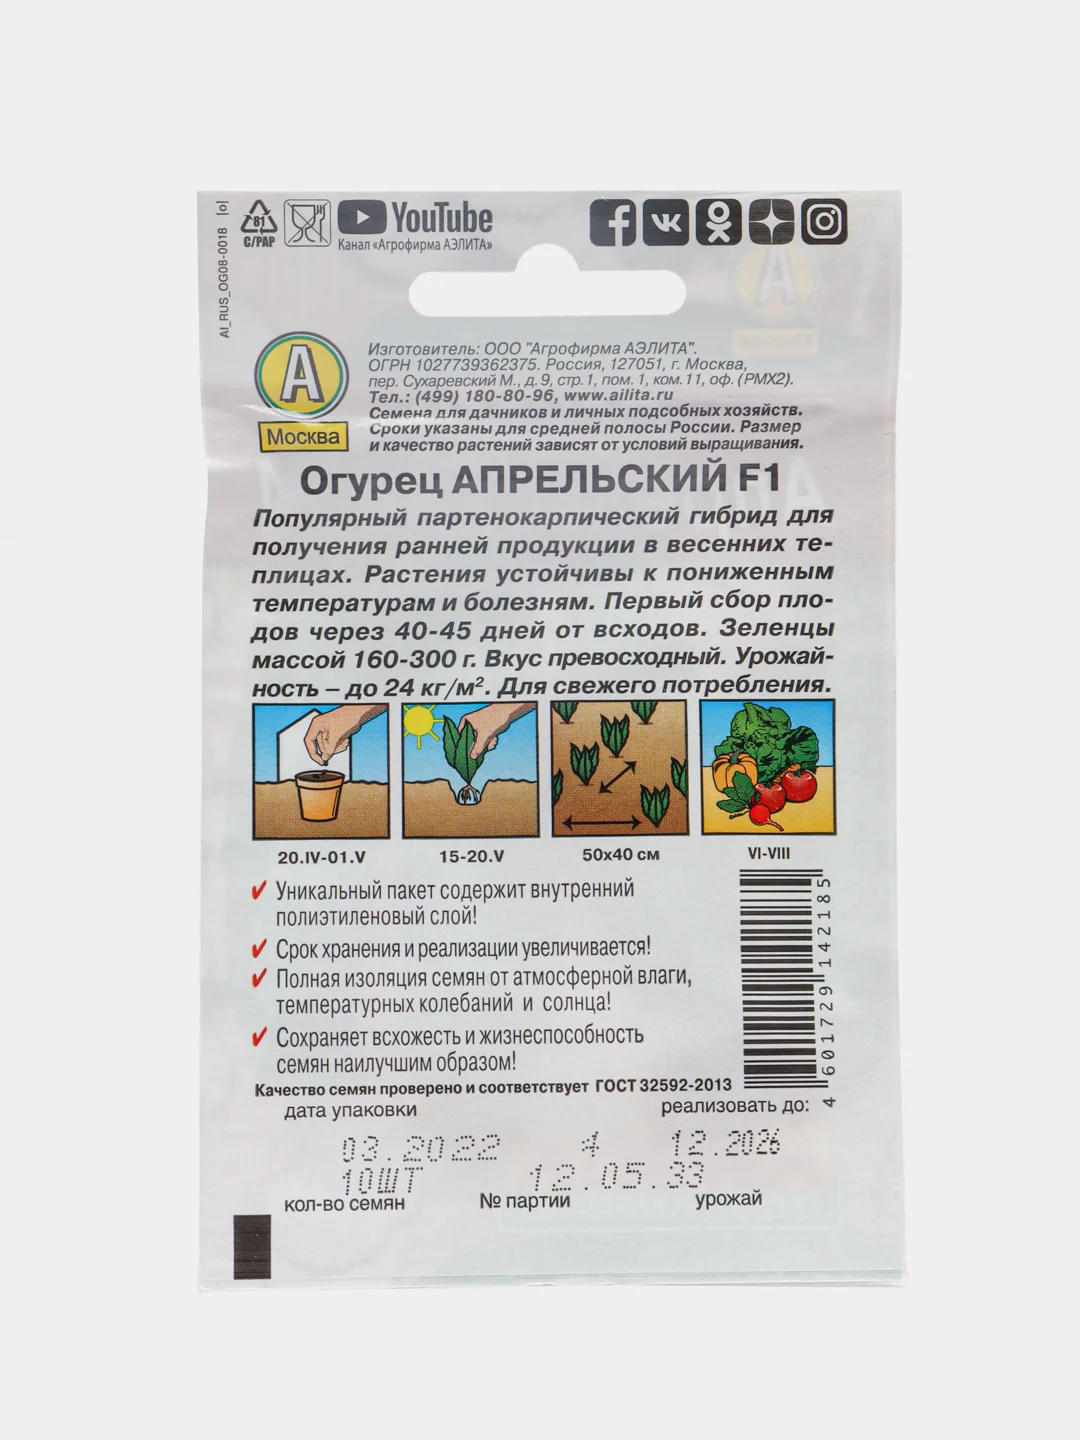 AI_RUS_OG08-0018 |o|
81
C/PAP
YouTube
Канал «Агрофирма АЭЛИТА»
А
Москва
Изготовитель: ООО "Агрофирма АЭЛИТА".
ОГРН 1027739362375. Россия, 127051, г. Москва,
пер. Сухаревский М., д. 9, стр. 1, пом. 1, ком. 11, оф. (РМХ2).
Тел.: (499) 180-80-96, www.ailita.ru
Семена для дачников и личных подсобных хозяйств.
Сроки указаны для средней полосы России. Размер
и качество растений зависят от условий выращивания.
Огурец АПРЕЛЬСКИЙ F1
Популярный партенокарпический гибрид для
получения ранней продукции в весенних те-
плицах. Растения устойчивы к пониженным
температурам и болезням. Первый сбор пло-
дов через 40-45 дней от всходов. Зеленцы
массой 160-300 г. Вкус превосходный. Урожай-
ность – до 24 кг/м². Для свежего потребления.
20.IV-01.V 15-20.V 50x40 см VI-VIII
Уникальный пакет содержит внутренний
полиэтиленовый слой!
Срок хранения и реализации увеличивается!
Полная изоляция семян от атмосферной влаги,
температурных колебаний и солнца!
Сохраняет всхожесть и жизнеспособность
семян наилучшим образом!
4 601729 142185
Качество семян проверено и соответствует ГОСТ 32592-2013
дата упаковки реализовать до:
03.2022 4 12.2026
10ШТ 12.05.33
кол-во семян № партии урожай